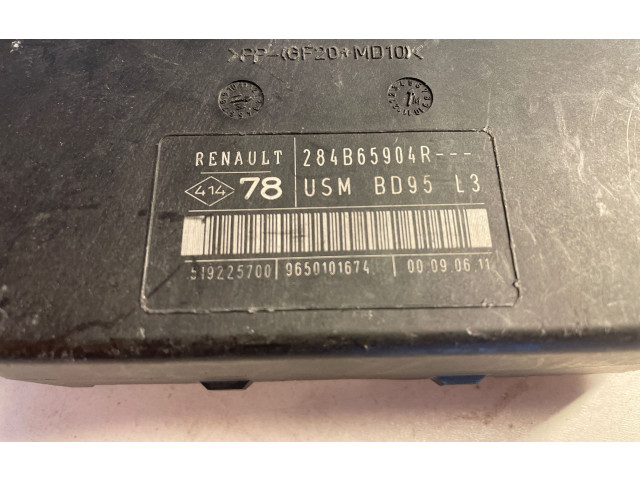 >PP-(GF20+MD10)<
RENAULT 284B65904R---
414 78 USM BD95 L3
519225700 9650101674 00 09.06.11